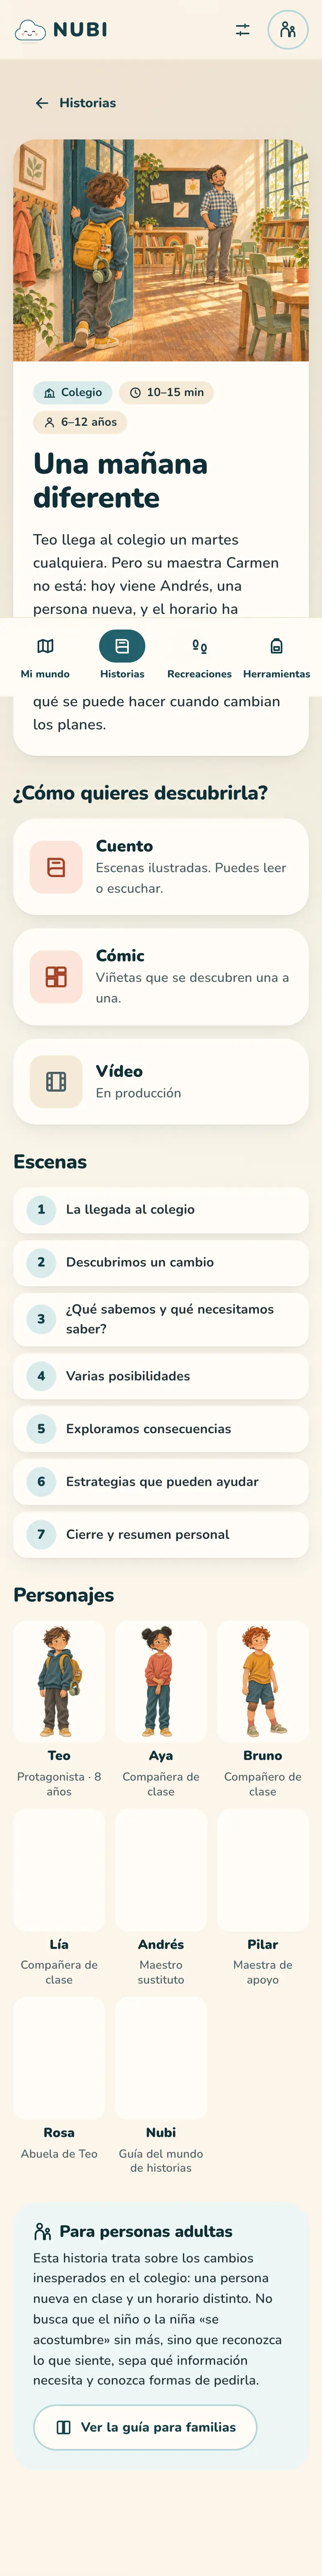 NUBI
Historias
Colegio
10–15 min
6–12 años
Una mañana
diferente
Teo llega al colegio un martes
cualquiera. Pero su maestra Carmen
no está: hoy viene Andrés, una
persona nueva, y el horario ha
Mi mundo
Historias
Recreaciones
Herramientas
qué se puede hacer cuando cambian
los planes.
¿Cómo quieres descubrirla?
Cuento
Escenas ilustradas. Puedes leer
o escuchar.
Cómic
Viñetas que se descubren una a
una.
Vídeo
En producción
Escenas
1 La llegada al colegio
2 Descubrimos un cambio
3 ¿Qué sabemos y qué necesitamos
saber?
4 Varias posibilidades
5 Exploramos consecuencias
6 Estrategias que pueden ayudar
7 Cierre y resumen personal
Personajes
Teo
Protagonista · 8
años
Aya
Compañera de
clase
Bruno
Compañero de
clase
Lía
Compañera de
clase
Andrés
Maestro
sustituto
Pilar
Maestra de
apoyo
Rosa
Abuela de Teo
Nubi
Guía del mundo
de historias
Para personas adultas
Esta historia trata sobre los cambios
inesperados en el colegio: una persona
nueva en clase y un horario distinto. No
busca que el niño o la niña «se
acostumbre» sin más, sino que reconozca
lo que siente, sepa qué información
necesita y conozca formas de pedirla.
Ver la guía para familias